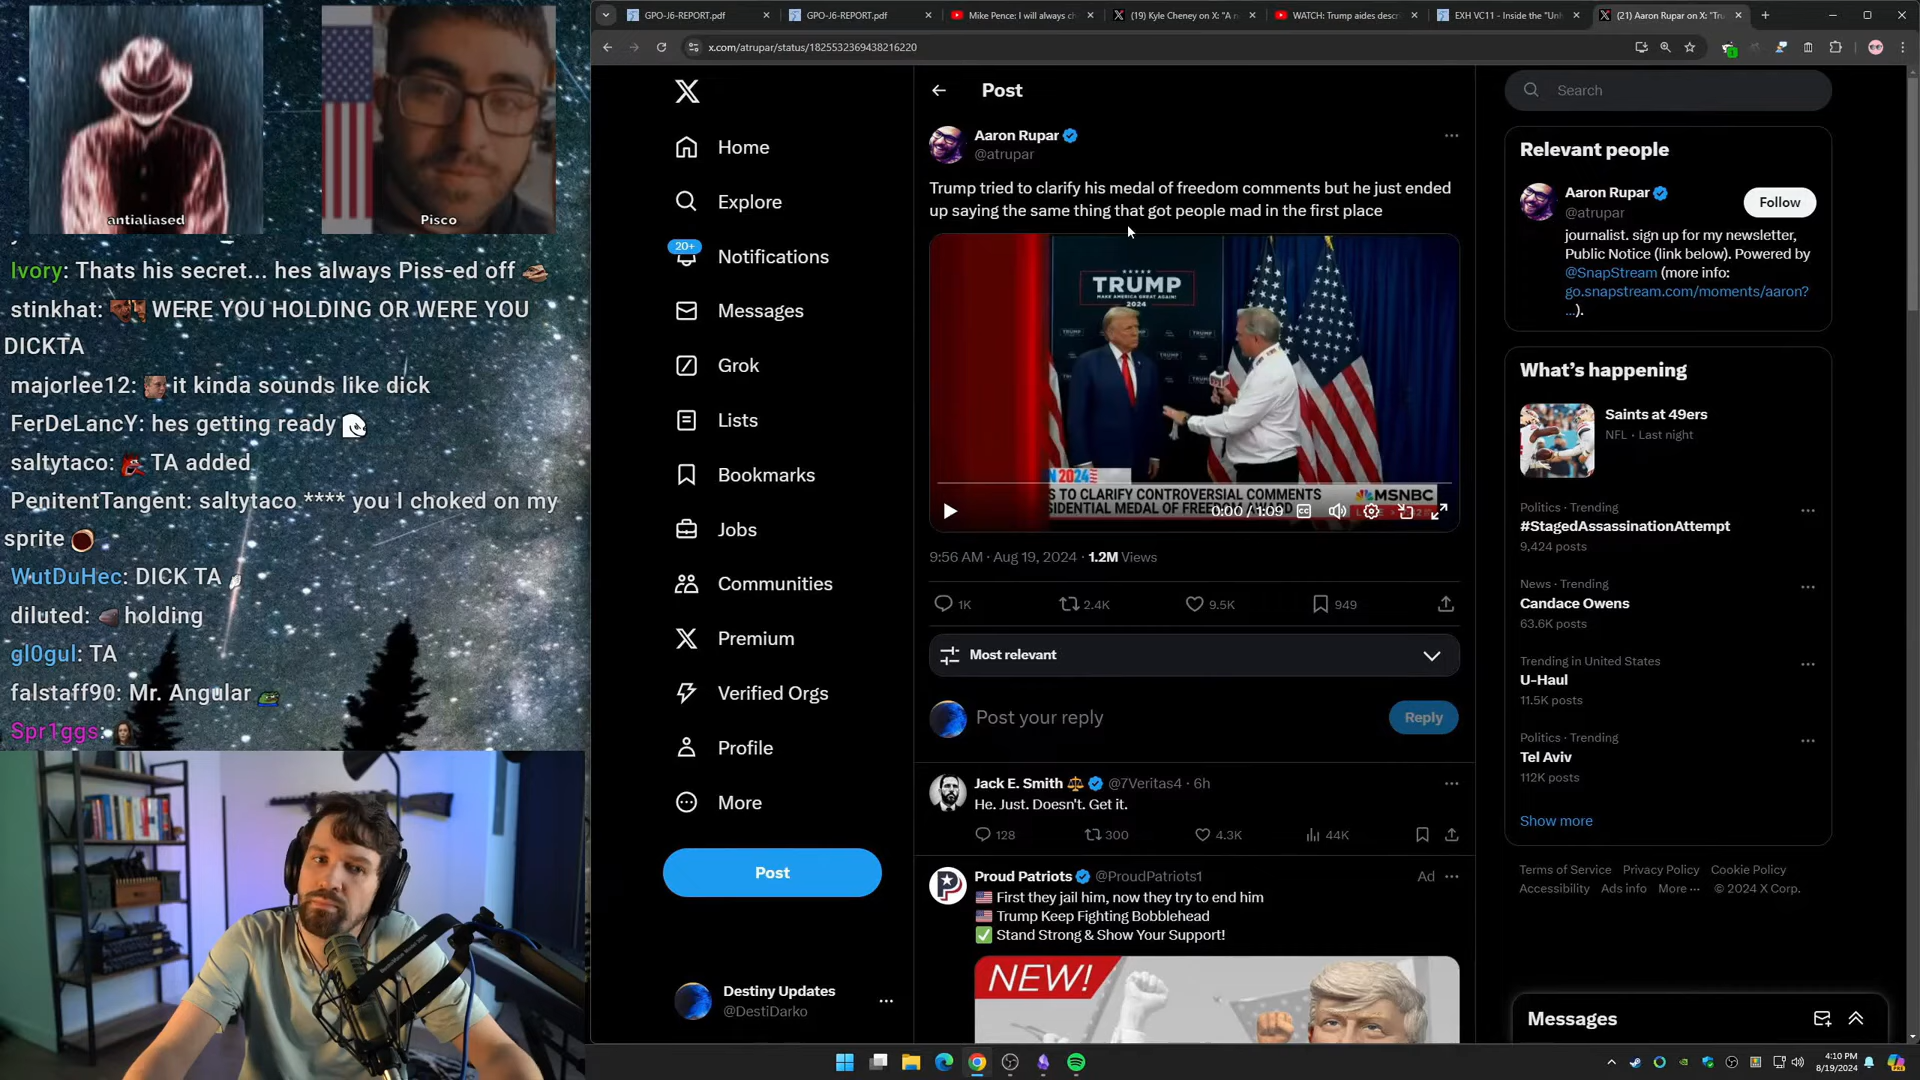 antialiased
Pisco
Ivory: Thats his secret... hes always Piss-ed off
stinkhat: WERE YOU HOLDING OR WERE YOU
DICKTA
majorlee12: it kinda sounds like dick
FerDeLancY: hes getting ready
saltytaco: TA added
PenitentTangent: saltytaco **** you I choked on my
sprite
WutDuHec: DICK TA
diluted: holding
gl0gul: TA
falstaff90: Mr. Angular
Spr1ggs:
GPO-J6-REPORT.pdf
GPO-J6-REPORT.pdf
Mike Pence: I will always ch
(19) Kyle Cheney on X: "A n
WATCH: Trump aides descr
EXH VC11 - Inside the "Unh
(21) Aaron Rupar on X: "Tru
x.com/atrupar/status/1825532369438216220
Home
Explore
20+
Notifications
Messages
Grok
Lists
Bookmarks
Jobs
Communities
Premium
Verified Orgs
Profile
More
Post
Destiny Updates
@DestiDarko
Post
Aaron Rupar
@atrupar
Trump tried to clarify his medal of freedom comments but he just ended
up saying the same thing that got people mad in the first place
TRUMP
MAKE AMERICA GREAT AGAIN!
2024
N 2024
S TO CLARIFY CONTROVERSIAL COMMENTS
SIDENTIAL MEDAL OF FREEDOM
MSNBC
0:00 / 1:09
9:56 AM · Aug 19, 2024 · 1.2M Views
1K
2.4K
9.5K
949
Most relevant
Post your reply
Reply
Jack E. Smith @7Veritas4 · 6h
He. Just. Doesn't. Get it.
128
300
4.3K
44K
Proud Patriots @ProudPatriots1
Ad
First they jail him, now they try to end him
Trump Keep Fighting Bobblehead
Stand Strong & Show Your Support!
NEW!
Search
Relevant people
Aaron Rupar
@atrupar
Follow
journalist. sign up for my newsletter,
Public Notice (link below). Powered by
@SnapStream (more info:
go.snapstream.com/moments/aaron?
...).
What's happening
Saints at 49ers
NFL · Last night
Politics · Trending
#StagedAssassinationAttempt
9,424 posts
News · Trending
Candace Owens
63.6K posts
Trending in United States
U-Haul
11.5K posts
Politics · Trending
Tel Aviv
112K posts
Show more
Terms of Service Privacy Policy Cookie Policy
Accessibility Ads info More ··· © 2024 X Corp.
Messages
4:10 PM
8/19/2024